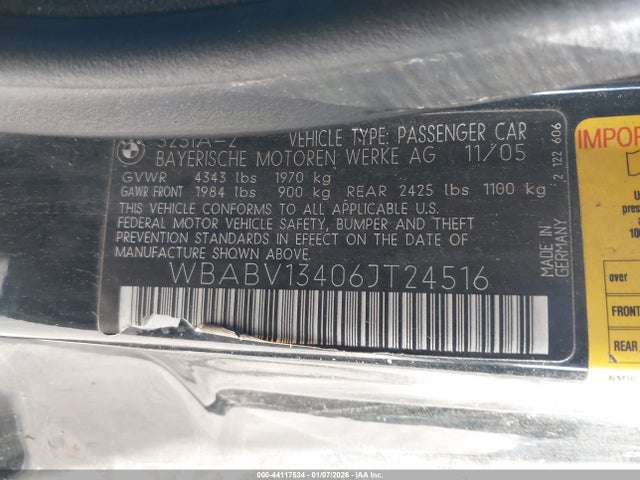 325iA-2 VEHICLE TYPE: PASSENGER CAR
BAYERISCHE MOTOREN WERKE AG 11/05
GVWR 4343 lbs 1970 kg
GAWR FRONT 1984 lbs 900 kg REAR 2425 lbs 1100 kg
THIS VEHICLE CONFORMS TO ALL APPLICABLE U.S.
FEDERAL MOTOR VEHICLE SAFETY, BUMPER AND THEFT
PREVENTION STANDARDS IN EFFECT ON THE DATE OF
MANUFACTURE SHOWN ABOVE.
WBABV13406JT24516
MADE IN
GERMANY
2 122 606
IMPOR
over
FRONT
REAR
000-44117534 - 01/07/2026 - IAA Inc.